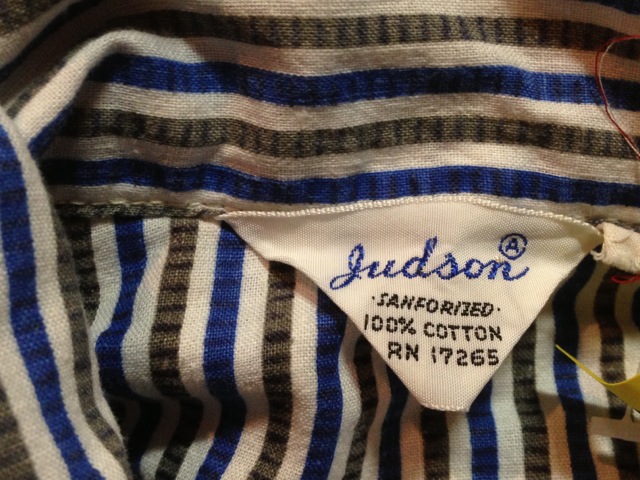 Judson Ⓐ
·SANFORIZED·
100% COTTON
RN 17265